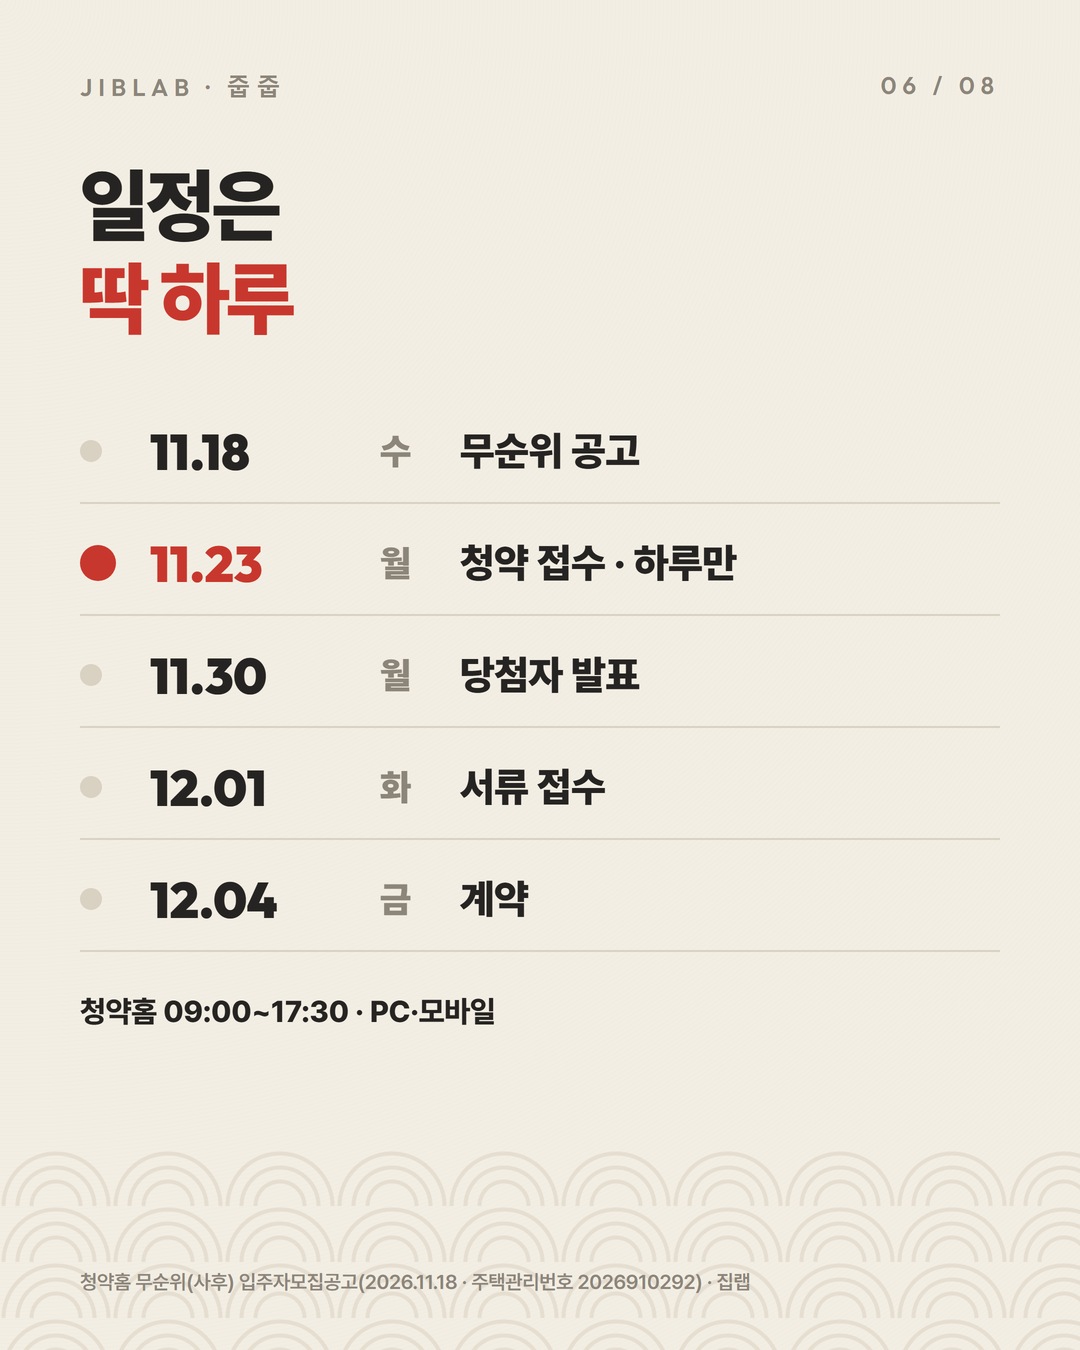 JIBLAB · 줍줍
06 / 08
일정은
딱 하루
11.18 수 무순위 공고
11.23 월 청약 접수 · 하루만
11.30 월 당첨자 발표
12.01 화 서류 접수
12.04 금 계약
청약홈 09:00~17:30 · PC·모바일
청약홈 무순위(사후) 입주자모집공고(2026.11.18 · 주택관리번호 2026910292) · 집랩